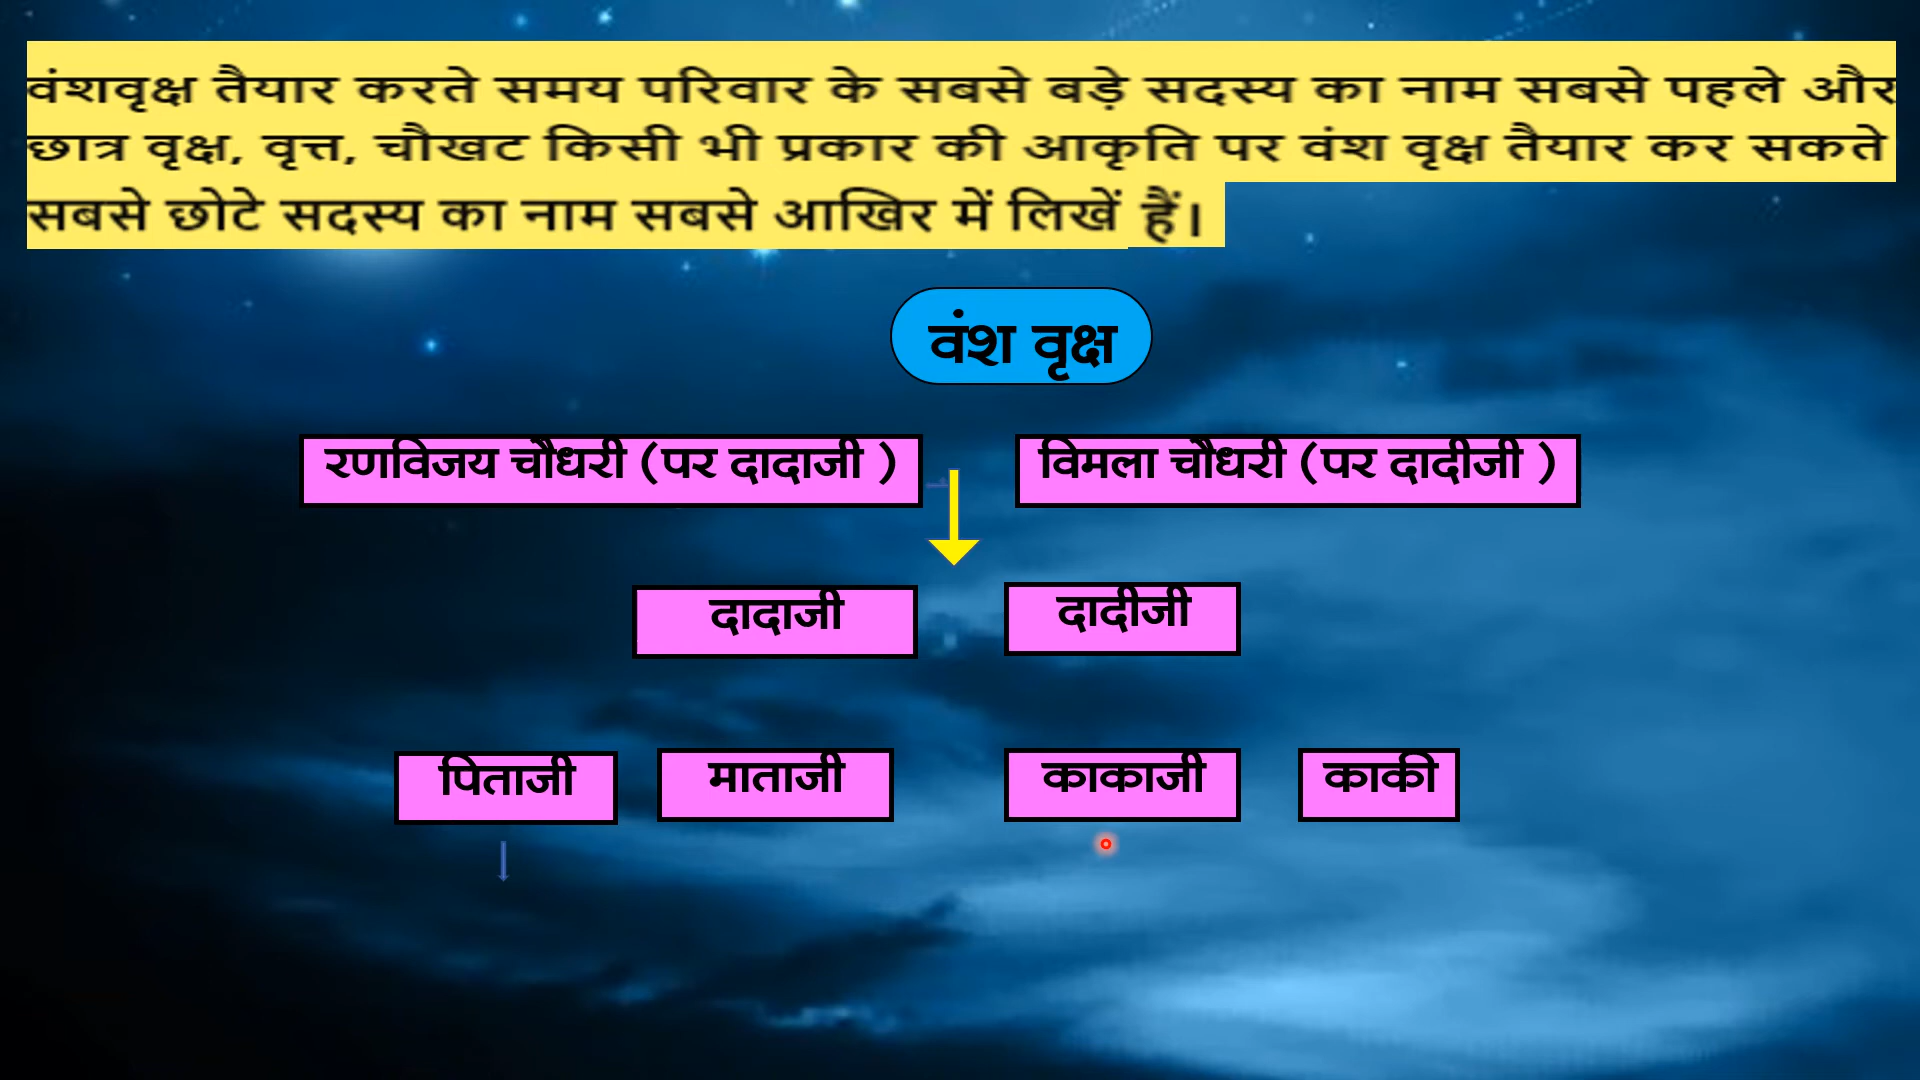 वंशवृक्ष तैयार करते समय परिवार के सबसे बड़े सदस्य का नाम सबसे पहले और
छात्र वृक्ष, वृत्त, चौखट किसी भी प्रकार की आकृति पर वंश वृक्ष तैयार कर सकते
सबसे छोटे सदस्य का नाम सबसे आखिर में लिखें हैं।
वंश वृक्ष
रणविजय चौधरी (पर दादाजी ) विमला चौधरी (पर दादीजी )
दादाजी दादीजी
पिताजी माताजी काकाजी काकी